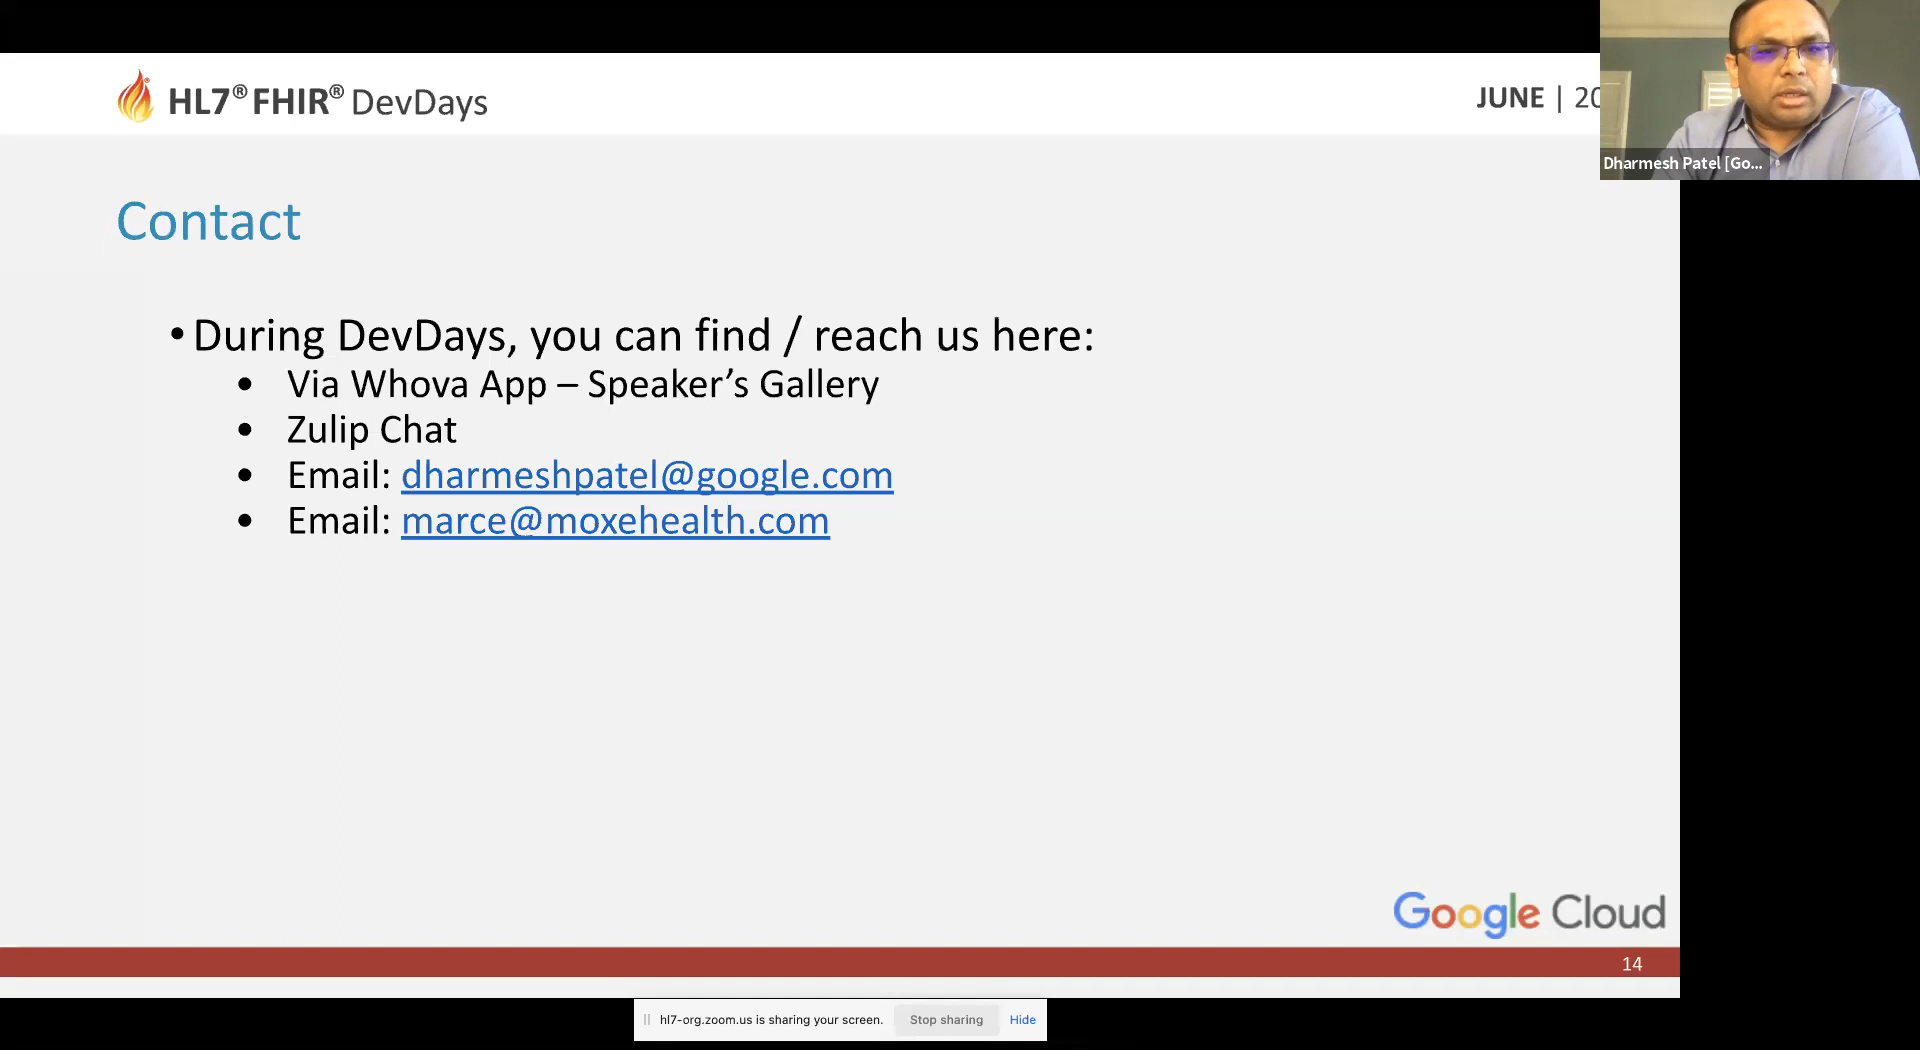 HL7® FHIR® DevDays
JUNE | 20
Dharmesh Patel [Go...
Contact
• During DevDays, you can find / reach us here:
• Via Whova App – Speaker’s Gallery
• Zulip Chat
• Email: dharmeshpatel@google.com
• Email: marce@moxehealth.com
Google Cloud
14
hl7-org.zoom.us is sharing your screen. Stop sharing Hide